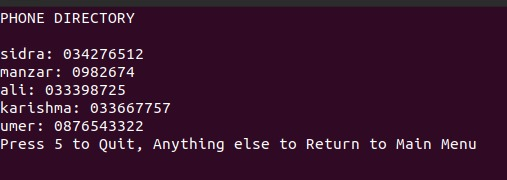 PHONE DIRECTORY
sidra: 034276512
manzar: 0982674
ali: 033398725
karishma: 033667757
umer: 0876543322
Press 5 to Quit, Anything else to Return to Main Menu